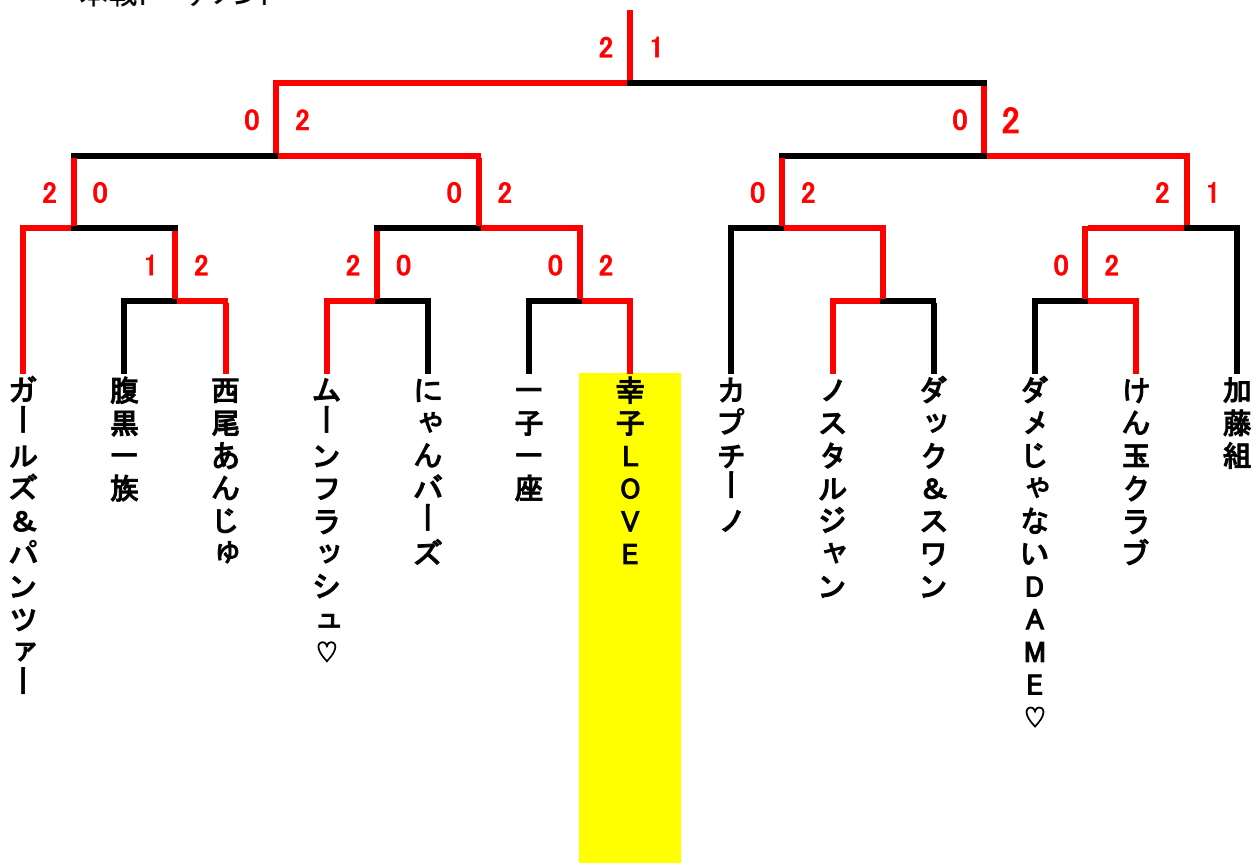 2 1
0 2
0 2
2 0
0 2
0 2
2 1
1 2
2 0
0 2
0 2
ガールズ&パンツァー
腹黒一族
西尾あんじゅ
ムーンフラッシュ♡
にゃんバーズ
一子一座
幸子LOVE
カプチーノ
ノスタルジャン
ダック&スワン
ダメじゃないDAME♡
けん玉クラブ
加藤組